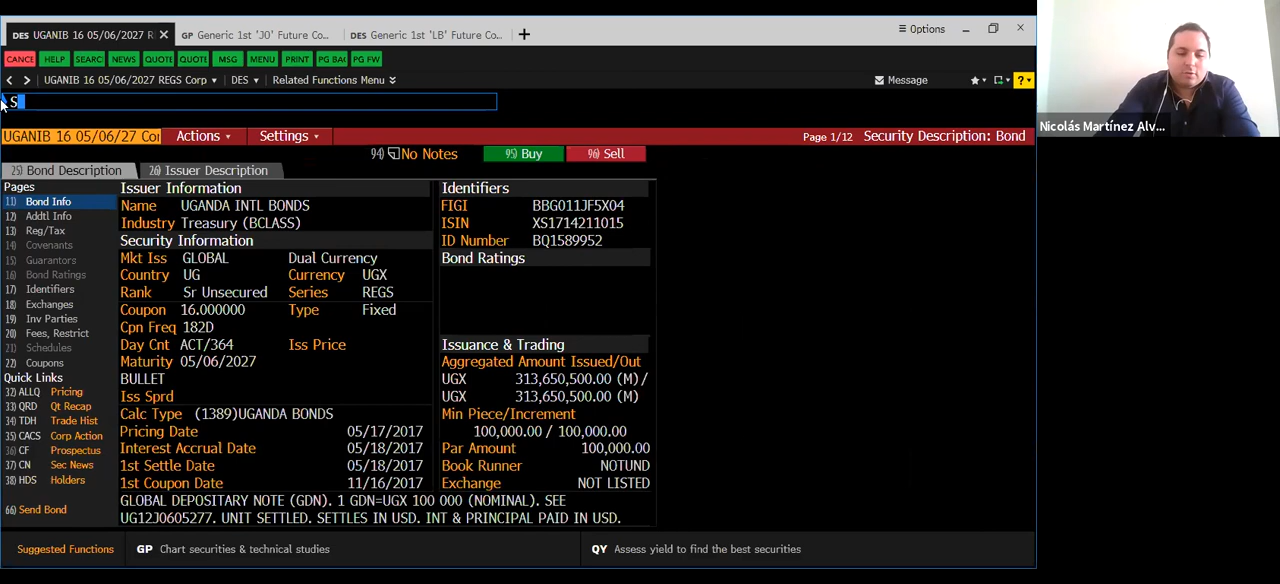 DES UGANIB 16 05/06/2027 R
GP Generic 1st 'JO' Future Co...
DES Generic 1st 'LB' Future Co...
Options
CANCE HELP SEARC NEWS QUOTE QUOTE MSG MENU PRINT PG BAC PG FW
UGANIB 16 05/06/2027 REGS Corp DES Related Functions Menu
Message
?
S
Nicolás Martínez Alv...
UGANIB 16 05/06/27 Cor Actions Settings Page 1/12 Security Description: Bond
94) No Notes 95) Buy 96) Sell
25) Bond Description 26) Issuer Description
Pages
11) Bond Info
12) Addtl Info
13) Reg/Tax
14) Covenants
15) Guarantors
16) Bond Ratings
17) Identifiers
18) Exchanges
19) Inv Parties
20) Fees, Restrict
21) Schedules
22) Coupons
Quick Links
32) ALLQ Pricing
33) QRD Qt Recap
34) TDH Trade Hist
35) CACS Corp Action
36) CF Prospectus
37) CN Sec News
38) HDS Holders
66) Send Bond
Issuer Information
Name UGANDA INTL BONDS
Industry Treasury (BCLASS)
Security Information
Mkt Iss GLOBAL Dual Currency
Country UG Currency UGX
Rank Sr Unsecured Series REGS
Coupon 16.000000 Type Fixed
Cpn Freq 182D
Day Cnt ACT/364 Iss Price
Maturity 05/06/2027
BULLET
Iss Sprd
Calc Type (1389)UGANDA BONDS
Pricing Date 05/17/2017
Interest Accrual Date 05/18/2017
1st Settle Date 05/18/2017
1st Coupon Date 11/16/2017
Identifiers
FIGI BBG011JF5X04
ISIN XS1714211015
ID Number BQ1589952
Bond Ratings
Issuance & Trading
Aggregated Amount Issued/Out
UGX 313,650,500.00 (M) /
UGX 313,650,500.00 (M)
Min Piece/Increment
100,000.00 / 100,000.00
Par Amount 100,000.00
Book Runner NOTUND
Exchange NOT LISTED
GLOBAL DEPOSITARY NOTE (GDN). 1 GDN=UGX 100 000 (NOMINAL). SEE
UG12J0605277. UNIT SETTLED. SETTLES IN USD. INT & PRINCIPAL PAID IN USD.
Suggested Functions GP Chart securities & technical studies QY Assess yield to find the best securities